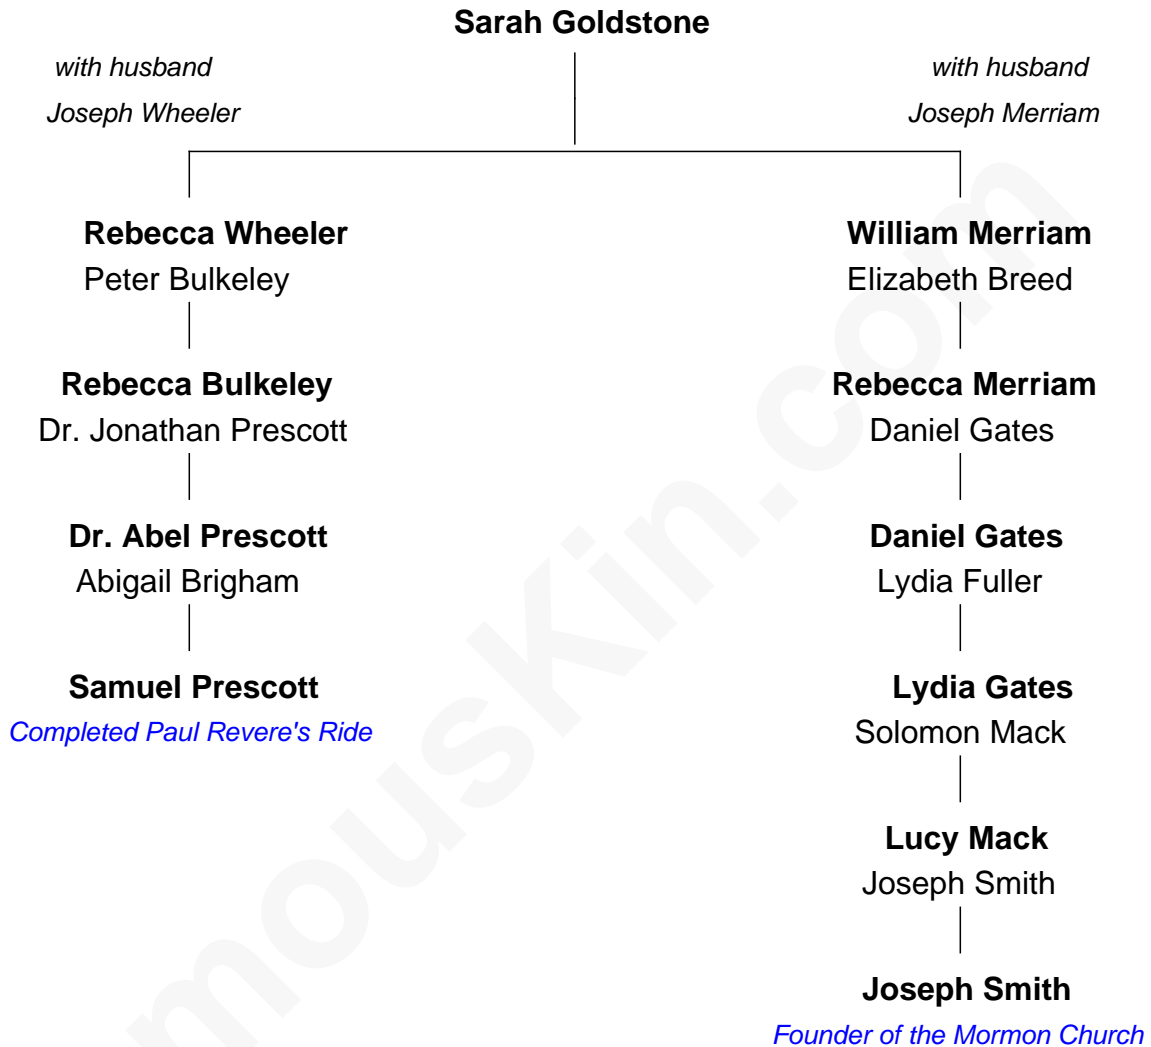 Sarah Goldstone
with husband
Joseph Wheeler
with husband
Joseph Merriam
Rebecca Wheeler
Peter Bulkeley
William Merriam
Elizabeth Breed
Rebecca Bulkeley
Dr. Jonathan Prescott
Rebecca Merriam
Daniel Gates
Dr. Abel Prescott
Abigail Brigham
Daniel Gates
Lydia Fuller
Samuel Prescott
Completed Paul Revere's Ride
Lydia Gates
Solomon Mack
Lucy Mack
Joseph Smith
Joseph Smith
Founder of the Mormon Church
mouskin.com